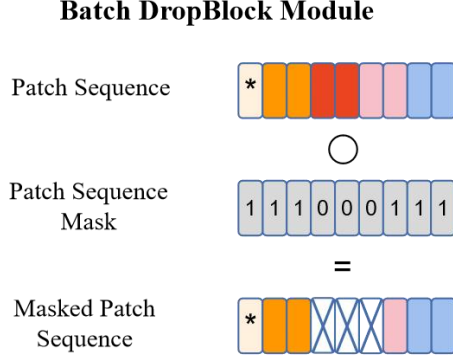 Batch DropBlock Module
Patch Sequence
*
Patch Sequence
Mask
1 1 1 0 0 0 1 1 1
=
Masked Patch
Sequence
*